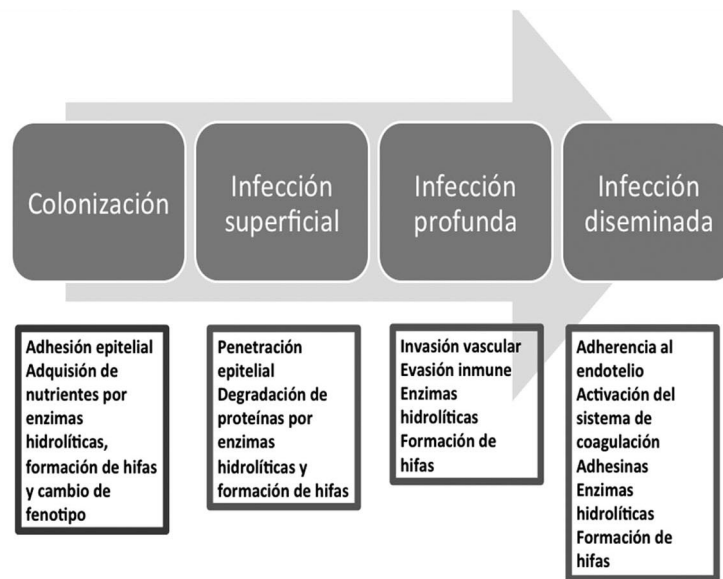 Colonización
Infección
superficial
Infección
profunda
Infección
diseminada
Adhesión epitelial
Adquisición de
nutrientes por
enzimas
hidrolíticas,
formación de hifas
y cambio de
fenotipo
Penetración
epitelial
Degradación de
proteínas por
enzimas
hidrolíticas y
formación de hifas
Invasión vascular
Evasión inmune
Enzimas
hidrolíticas
Formación de
hifas
Adherencia al
endotelio
Activación del
sistema de
coagulación
Adhesinas
Enzimas
hidrolíticas
Formación de
hifas